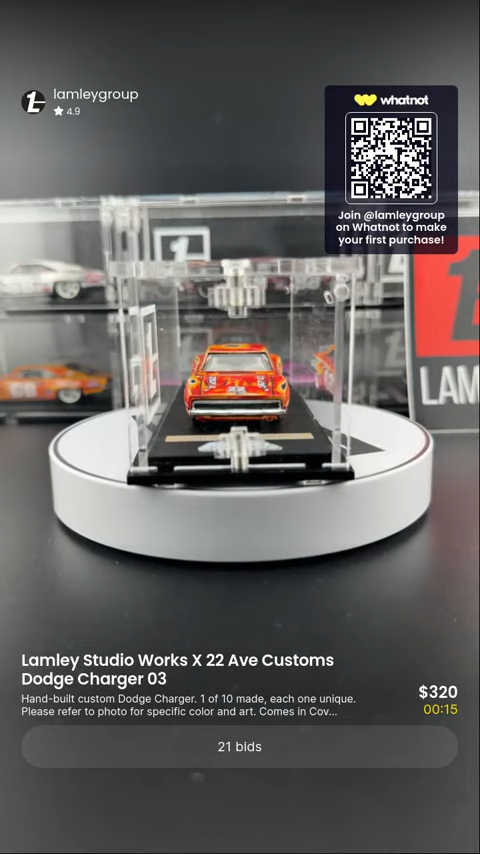 lamleygroup
4.9
whatnot
Join @lamleygroup
on Whatnot to make
your first purchase!
LAM
Lamley Studio Works X 22 Ave Customs
Dodge Charger 03
$320
Hand-built custom Dodge Charger. 1 of 10 made, each one unique.
Please refer to photo for specific color and art. Comes in Cov...
00:15
21 bids